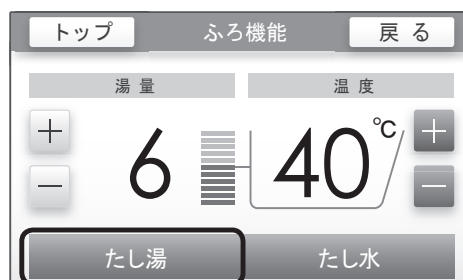 トップ ふろ機能 戻る
湯量 温度
+ 6 40℃ +
− −
たし湯 たし水